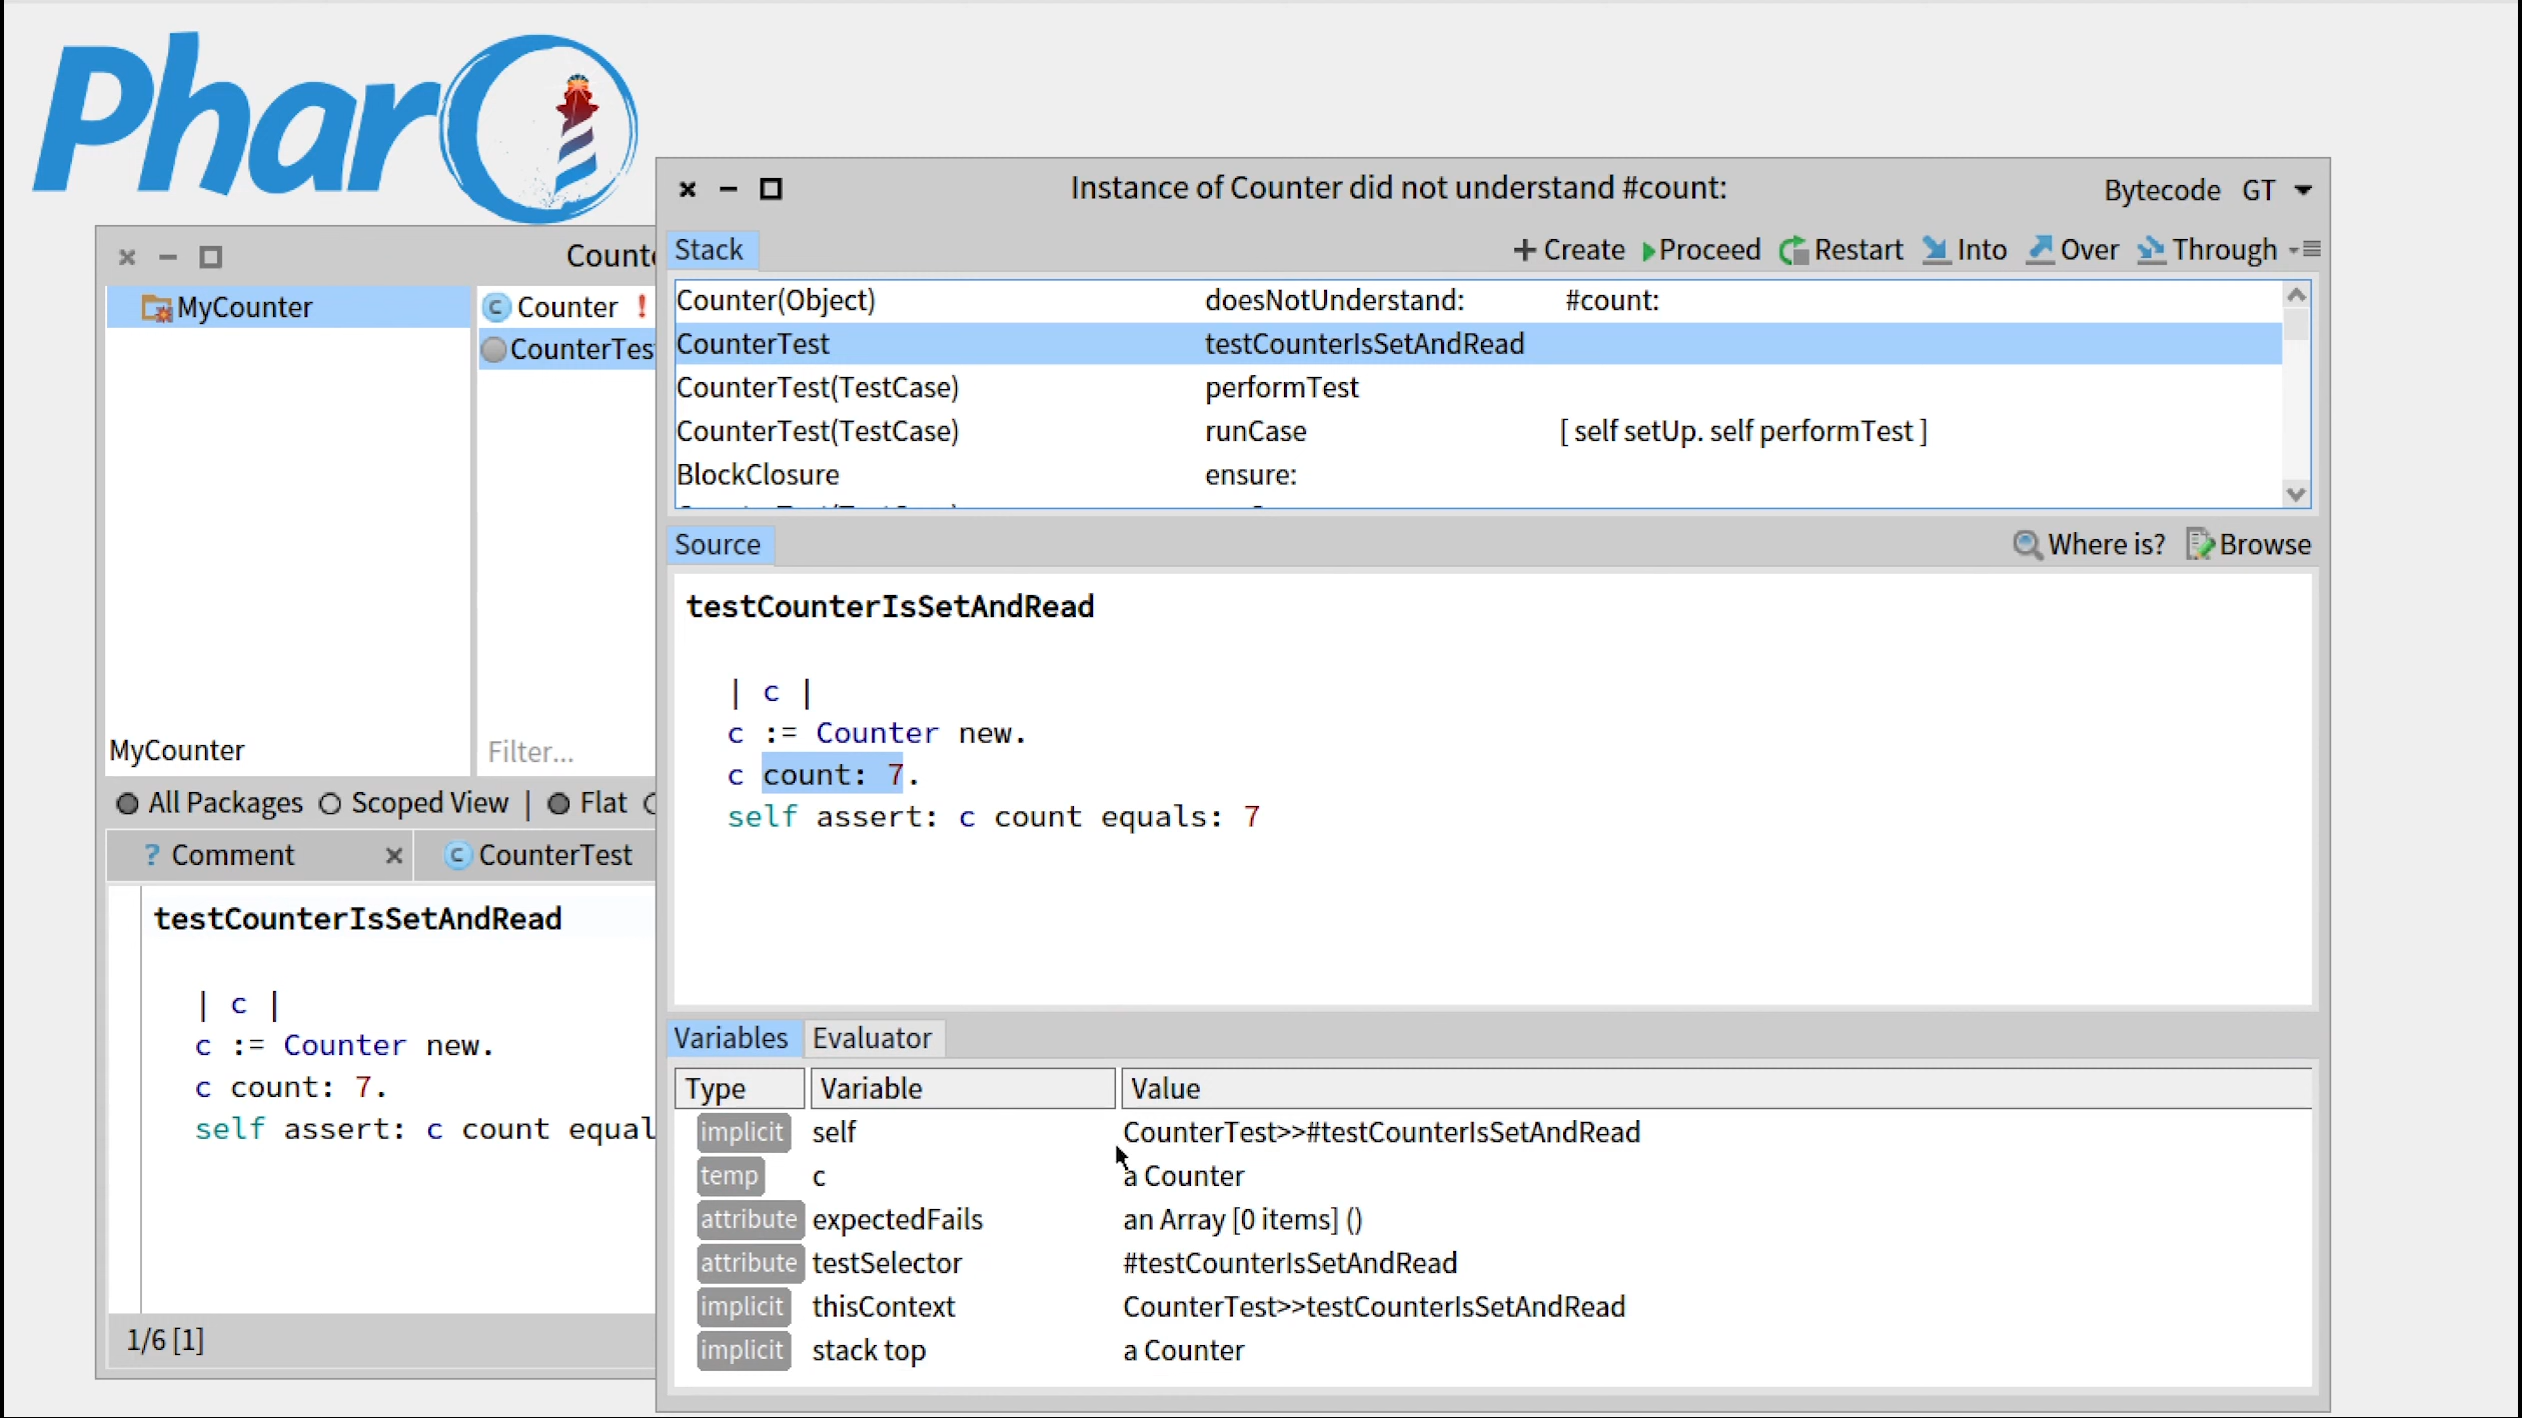 Pharo
Instance of Counter did not understand #count:
Bytecode GT
Stack
Create Proceed Restart Into Over Through
Counter(Object) doesNotUnderstand: #count:
CounterTest testCounterIsSetAndRead
CounterTest(TestCase) performTest
CounterTest(TestCase) runCase [ self setUp. self performTest ]
BlockClosure ensure:
Source
Where is? Browse
testCounterIsSetAndRead
| c |
c := Counter new.
c count: 7.
self assert: c count equals: 7
Variables Evaluator
Type Variable Value
implicit self CounterTest>>#testCounterIsSetAndRead
temp c a Counter
attribute expectedFails an Array [0 items] ()
attribute testSelector #testCounterIsSetAndRead
implicit thisContext CounterTest>>testCounterIsSetAndRead
implicit stack top a Counter
Counte
MyCounter
Counter !
CounterTes
MyCounter
Filter...
All Packages Scoped View | Flat
? Comment
CounterTest
testCounterIsSetAndRead
| c |
c := Counter new.
c count: 7.
self assert: c count equal
1/6 [1]